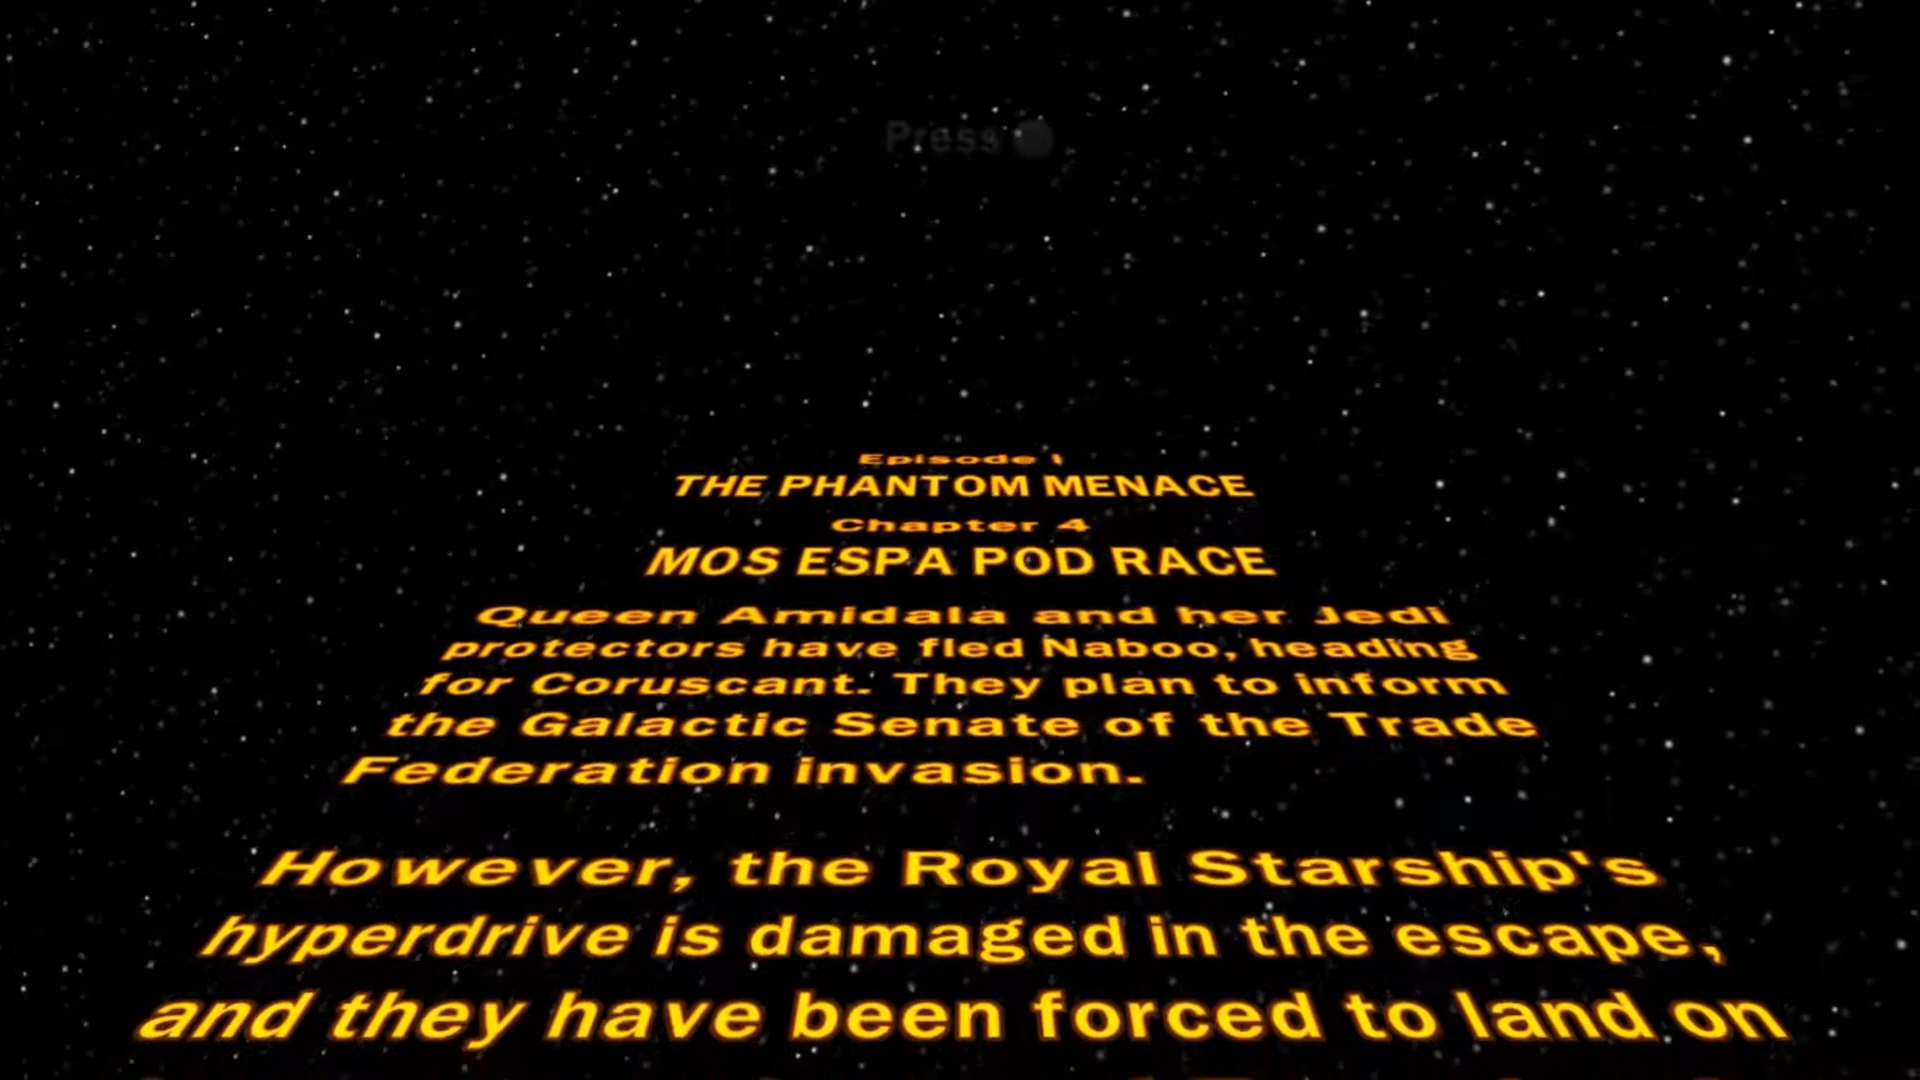 Press
Episode I
THE PHANTOM MENACE
Chapter 4
MOS ESPA POD RACE
Queen Amidala and her Jedi
protectors have fled Naboo, heading
for Coruscant. They plan to inform
the Galactic Senate of the Trade
Federation invasion.
However, the Royal Starship's
hyperdrive is damaged in the escape,
and they have been forced to land on